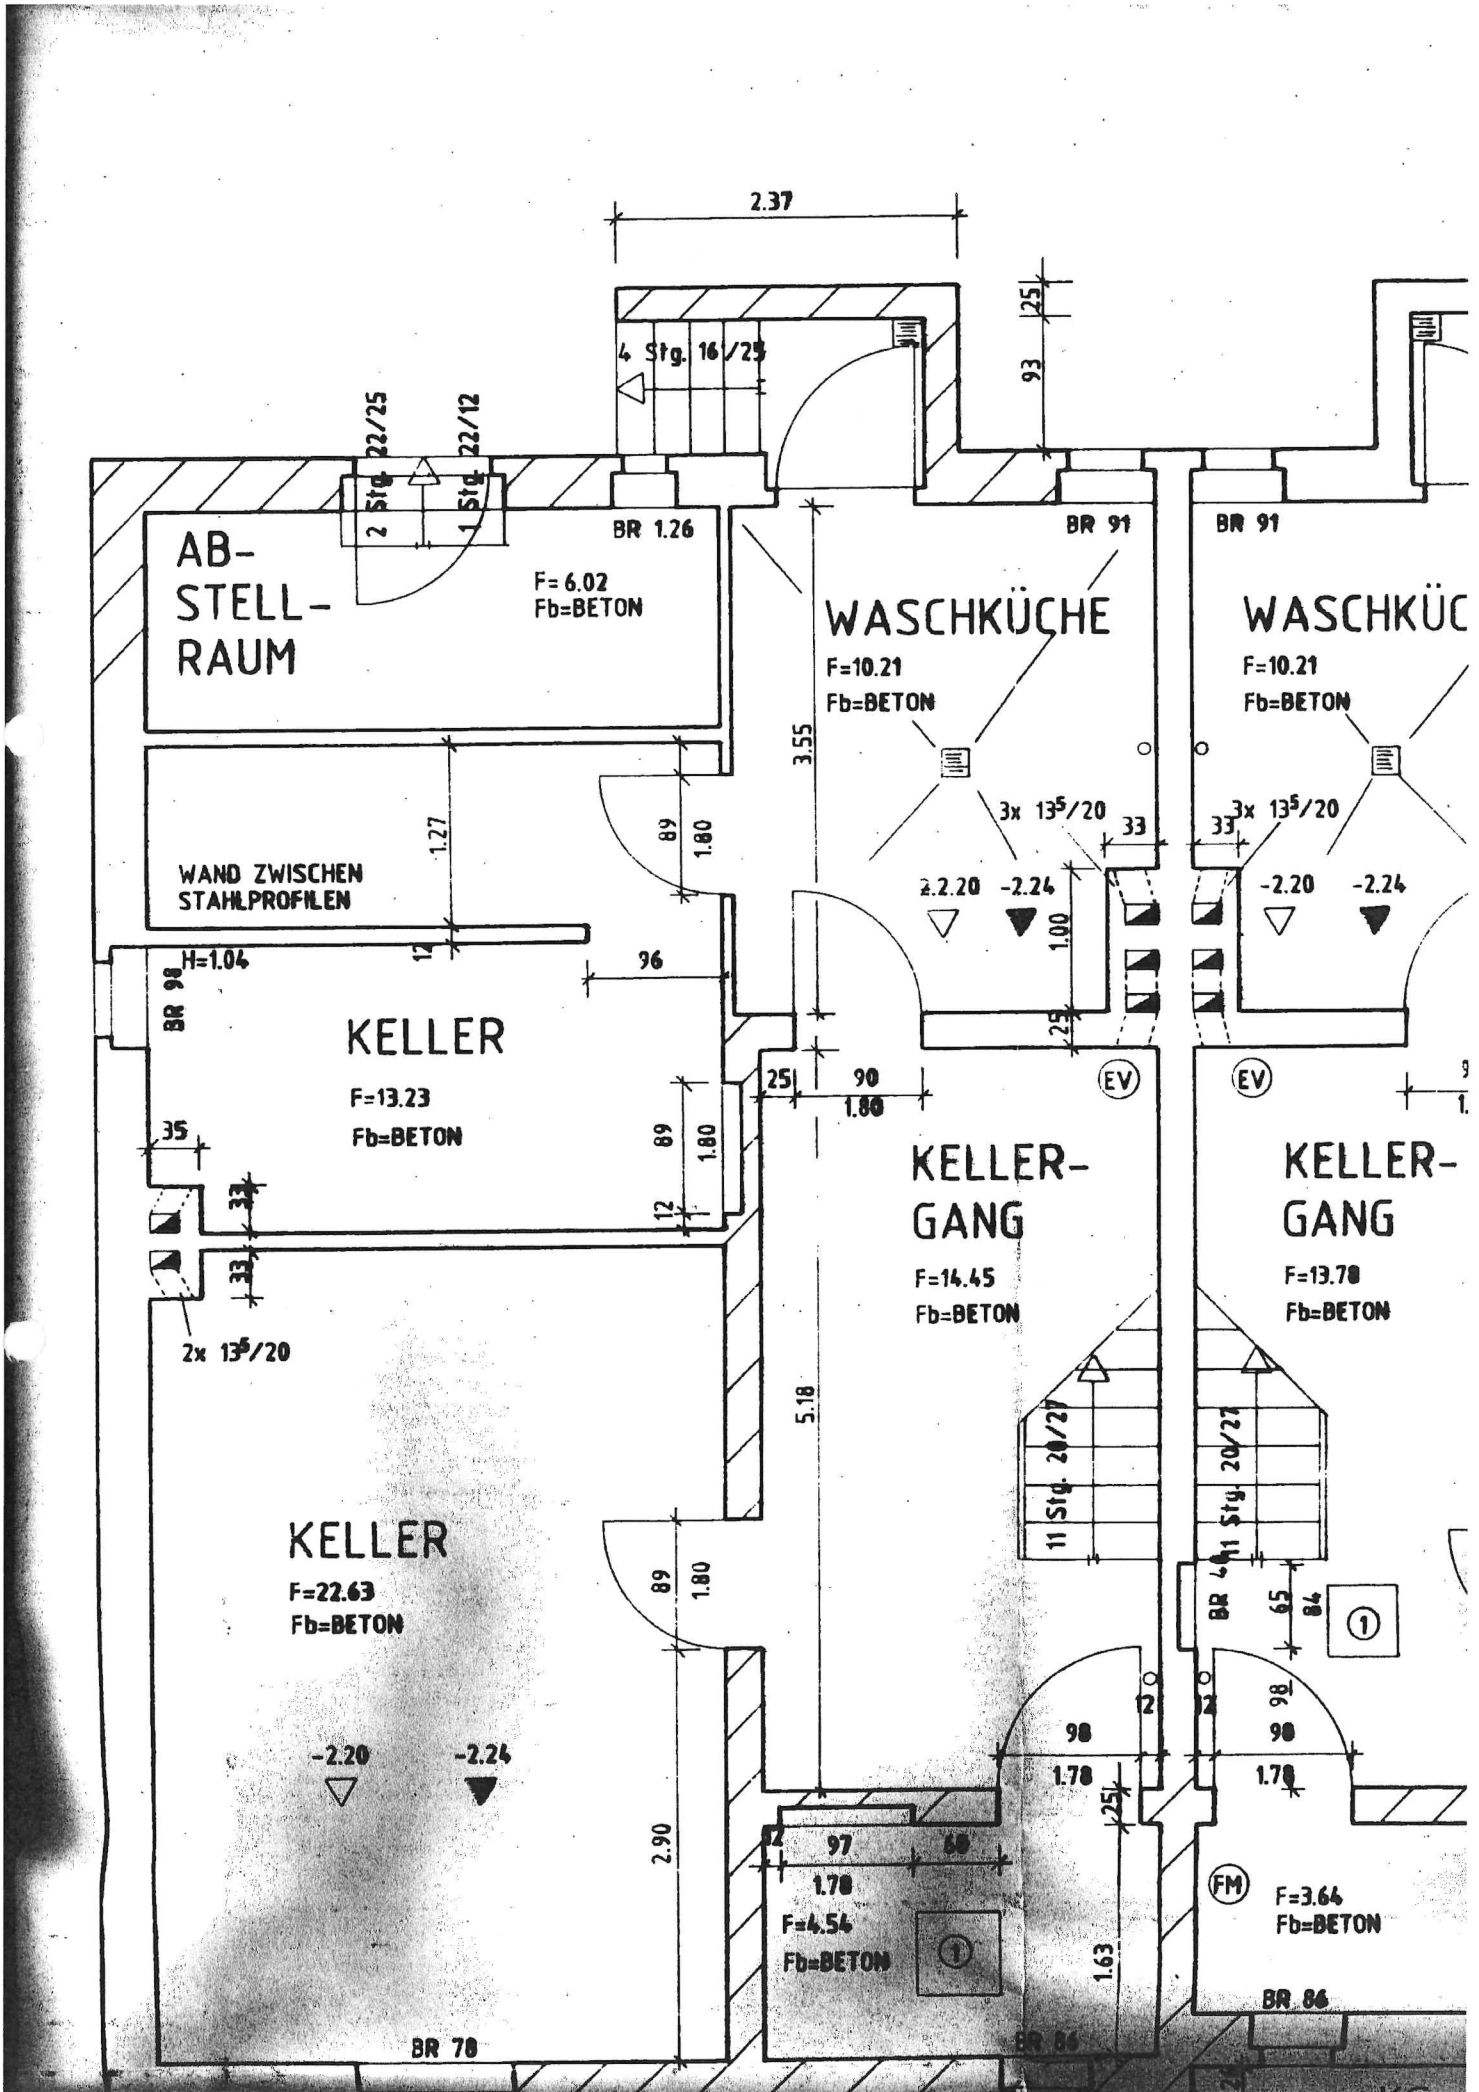 2.37
25
93
4 Stg. 16/25
2 Stg. 22/25
1 Stg. 22/12
BR 1.26
BR 91
BR 91
AB-
STELL-
RAUM
F=6.02
Fb=BETON
WASCHKÜCHE
F=10.21
Fb=BETON
WASCHKÜC
F=10.21
Fb=BETON
3.55
1.27
89
1.80
3x 13⁵/20
33
33
3x 13⁵/20
WAND ZWISCHEN
STAHLPROFILEN
-2.24
-2.20
-2.24
1.00
12
H=1.04
96
BR 98
25
KELLER
F=13.23
Fb=BETON
25
90
1.80
EV
EV
35
89
1.80
12
33
33
2x 13⁵/20
KELLER-
GANG
F=14.45
Fb=BETON
KELLER-
GANG
F=13.78
Fb=BETON
5.18
11 Stg. 20/27
11 Stg. 20/27
KELLER
F=22.63
Fb=BETON
89
1.80
65
84
1
98
12
12
98
1.78
98
1.78
-2.20
-2.24
2.90
25
12
97
1.78
F=4.54
Fb=BETON
1
1.63
FM
F=3.64
Fb=BETON
BR 86
BR 78
BR 86